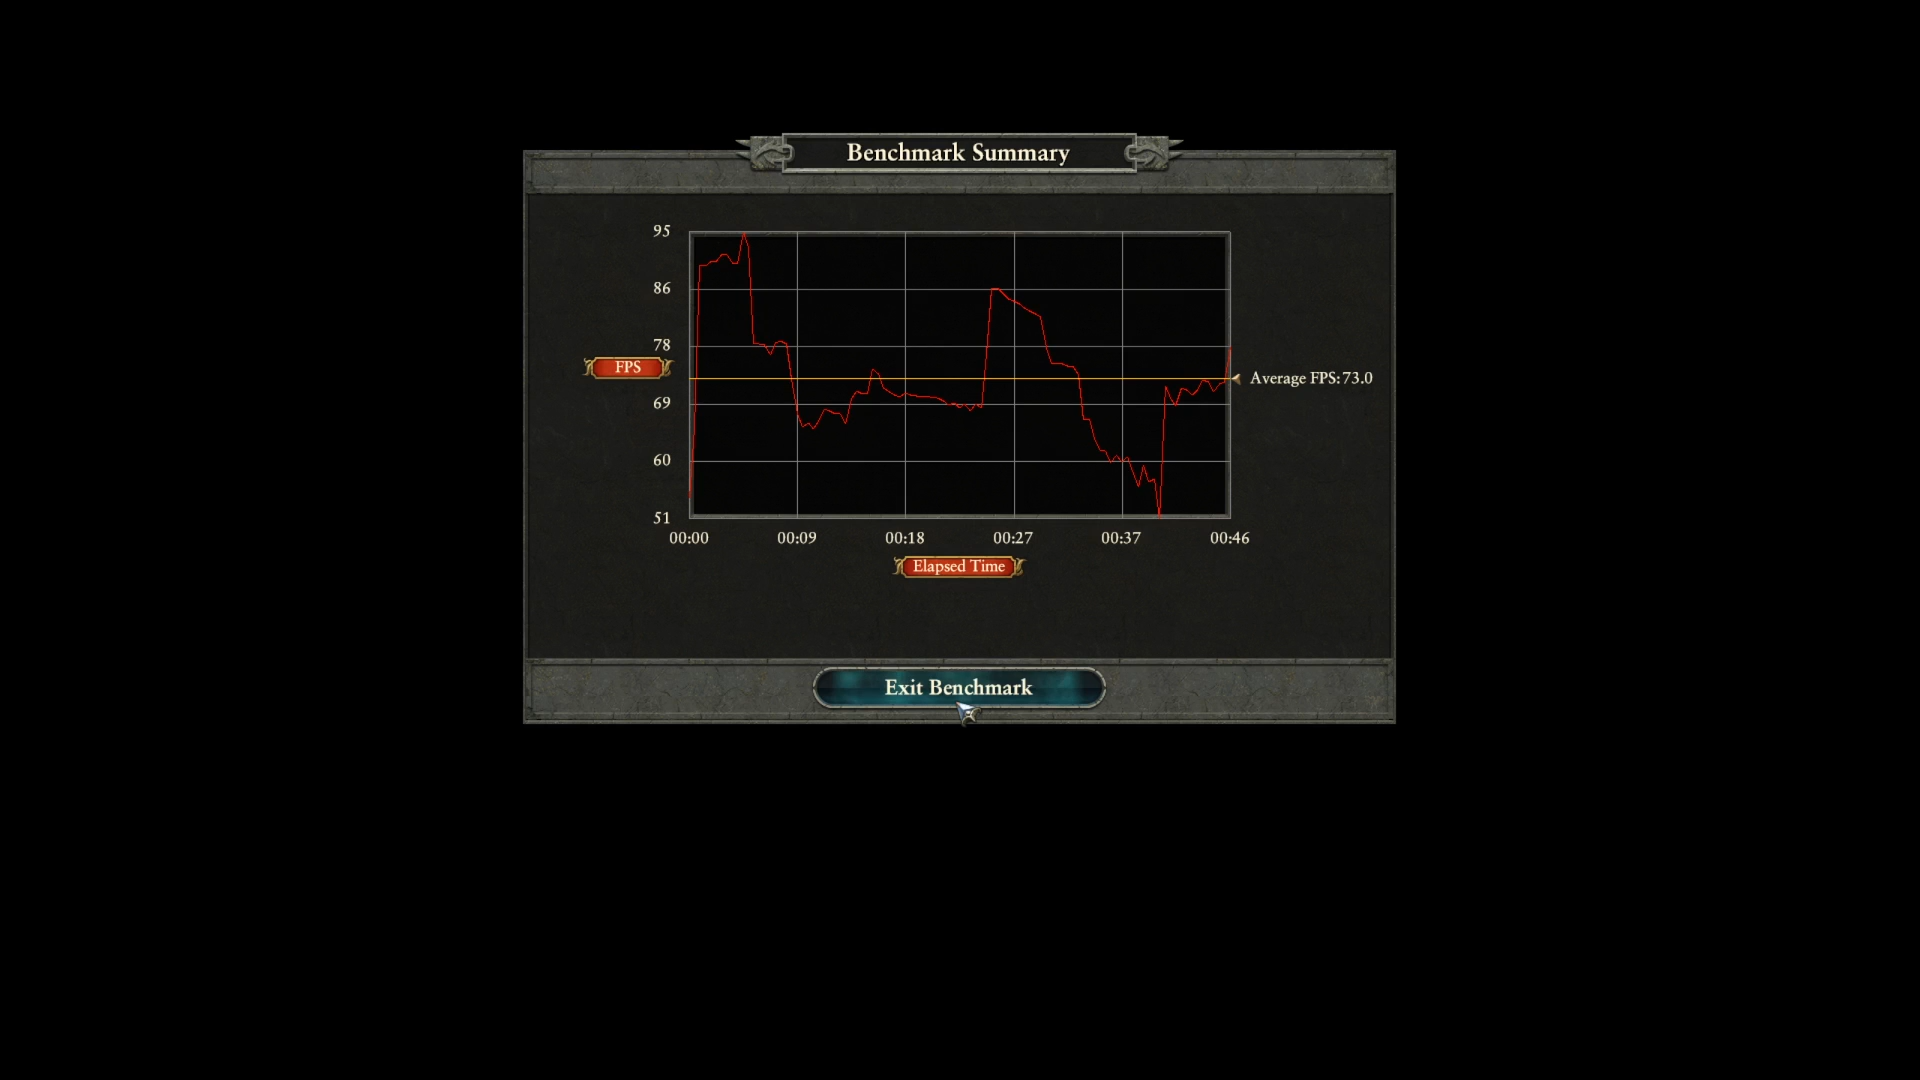 Benchmark Summary
95
86
78
FPS
Average FPS:73.0
69
60
51
00:00 00:09 00:18 00:27 00:37 00:46
Elapsed Time
Exit Benchmark